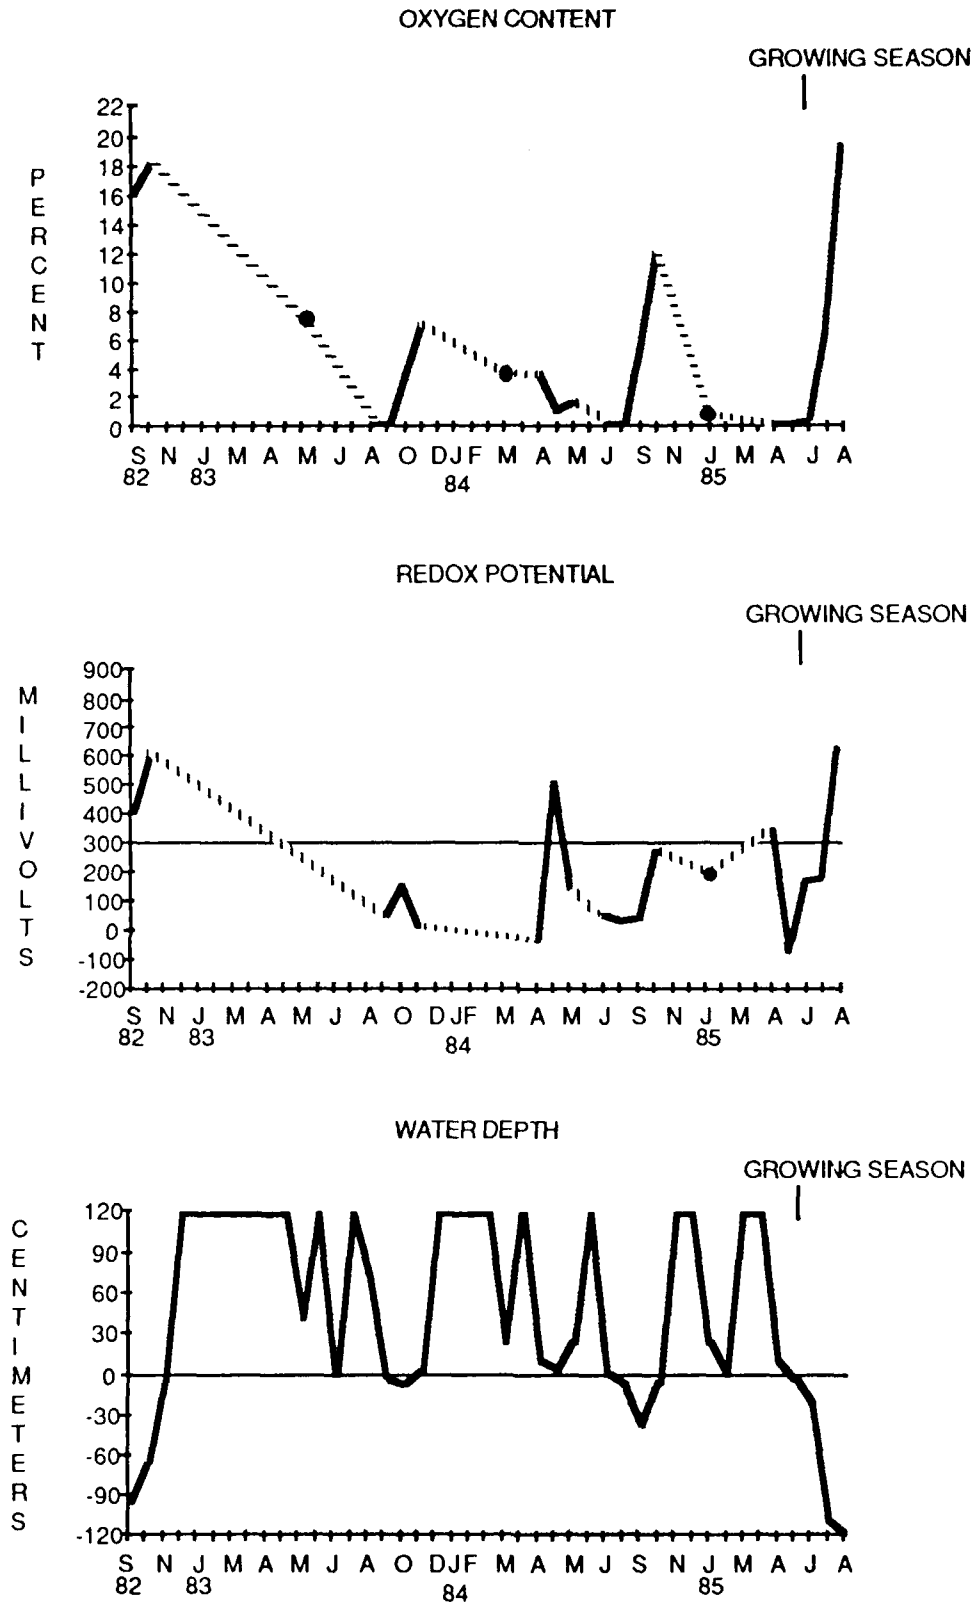 OXYGEN CONTENT
GROWING SEASON
PERCENT
22
20
18
16
14
12
10
8
6
4
2
0
S N J M A M J A O D J F M A M J S N J M A J A
82 83 84 85
REDOX POTENTIAL
GROWING SEASON
MILLIVOLTS
900
800
700
600
500
400
300
200
100
0
-100
-200
S N J M A M J A O D J F M A M J S N J M A J A
82 83 84 85
WATER DEPTH
GROWING SEASON
CENTIMETERS
120
90
60
30
0
-30
-60
-90
-120
S N J M A M J A O D J F M A M J S N J M A J A
82 83 84 85